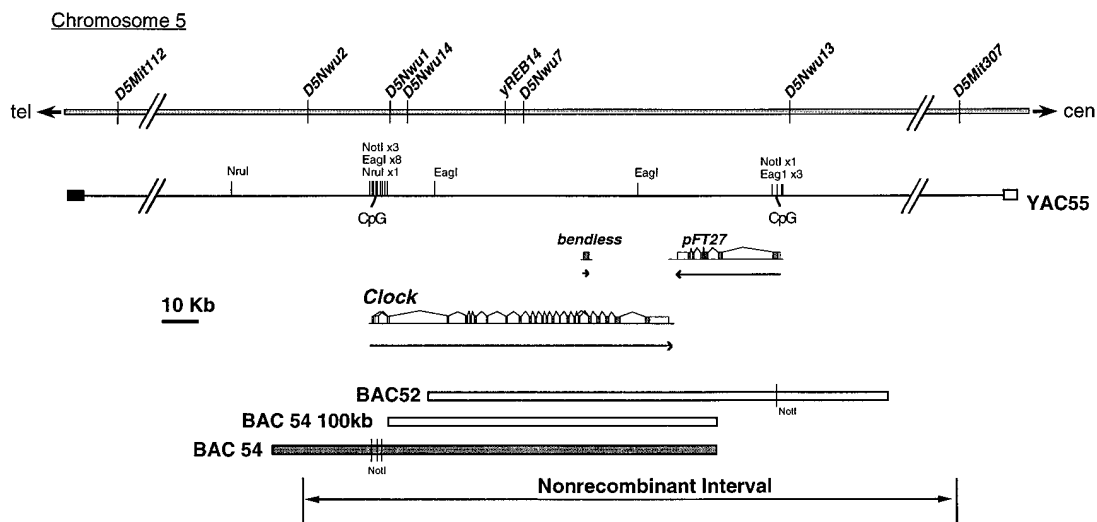 Chromosome 5
D5Mit112
D5Nwu2
D5Nwu1
D5Nwu14
yREB14
D5Nwu7
D5Nwu13
D5Mit307
tel
cen
NruI
NotI x3
EagI x8
NruI x1
EagI
EagI
NotI x1
Eag1 x3
CpG
CpG
YAC55
bendless
pFT27
10 Kb
Clock
BAC52
NotI
BAC 54 100kb
BAC 54
NotI
Nonrecombinant Interval